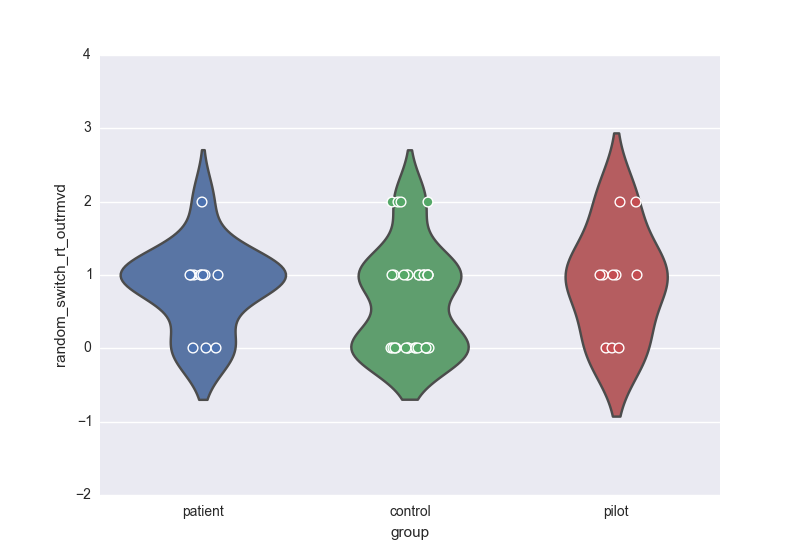 4
3
2
1
0
−1
−2
random_switch_rt_outrmvd
patient control pilot
group